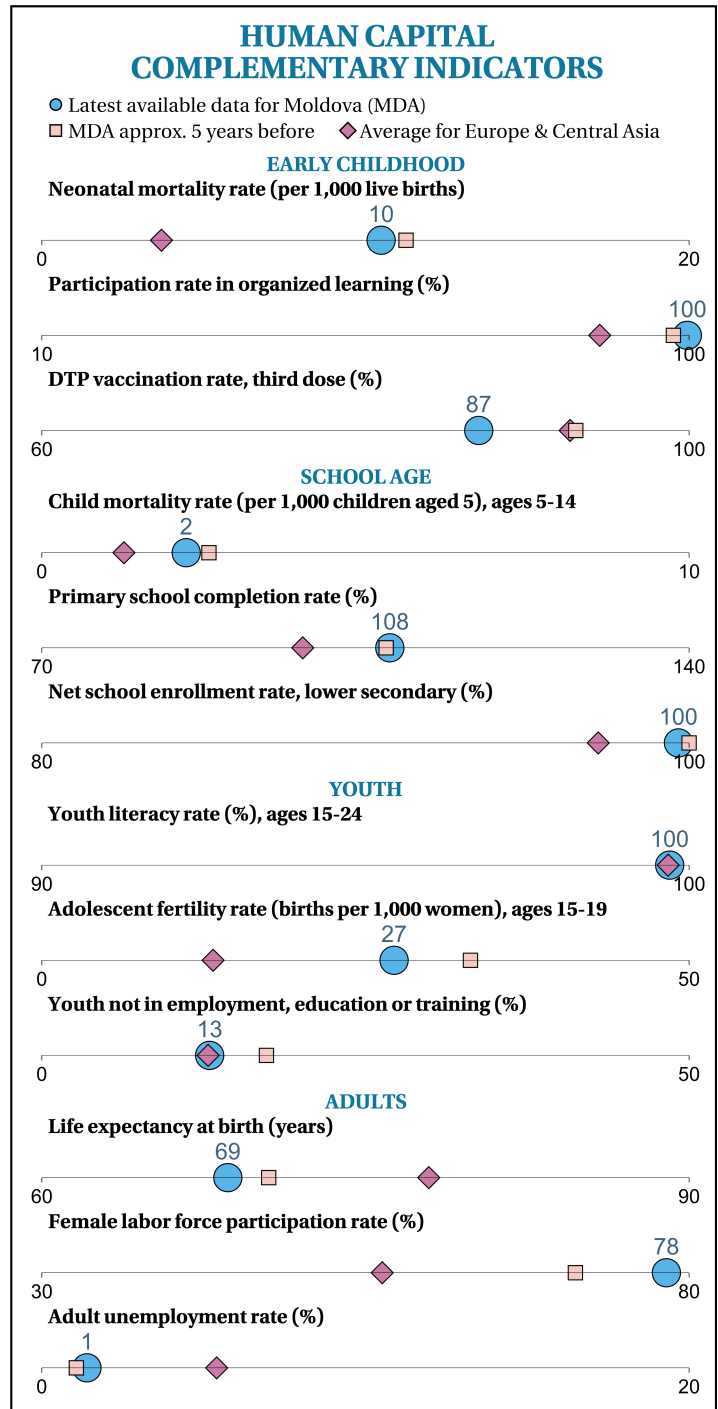 HUMAN CAPITAL
COMPLEMENTARY INDICATORS
Latest available data for Moldova (MDA)
MDA approx. 5 years before Average for Europe & Central Asia
EARLY CHILDHOOD
Neonatal mortality rate (per 1,000 live births)
10
0 20
Participation rate in organized learning (%)
100
10 100
DTP vaccination rate, third dose (%)
87
60 100
SCHOOL AGE
Child mortality rate (per 1,000 children aged 5), ages 5-14
2
0 10
Primary school completion rate (%)
108
70 140
Net school enrollment rate, lower secondary (%)
100
80 100
YOUTH
Youth literacy rate (%), ages 15-24
100
90 100
Adolescent fertility rate (births per 1,000 women), ages 15-19
27
0 50
Youth not in employment, education or training (%)
13
0 50
ADULTS
Life expectancy at birth (years)
69
60 90
Female labor force participation rate (%)
78
30 80
Adult unemployment rate (%)
1
0 20